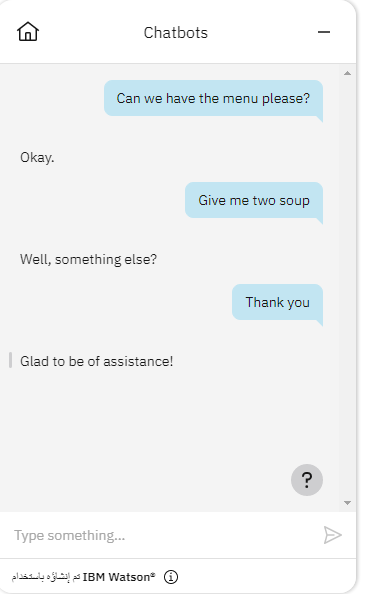 Chatbots
Can we have the menu please?
Okay.
Give me two soup
Well, something else?
Thank you
Glad to be of assistance!
?
Type something...
تم إنشاؤه باستخدام IBM Watson®